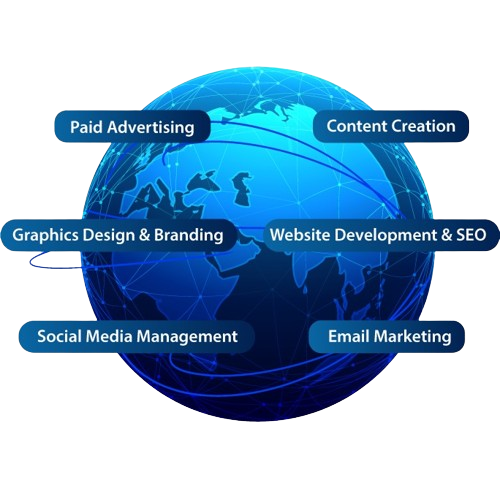 Paid Advertising
Content Creation
Graphics Design & Branding
Website Development & SEO
Social Media Management
Email Marketing